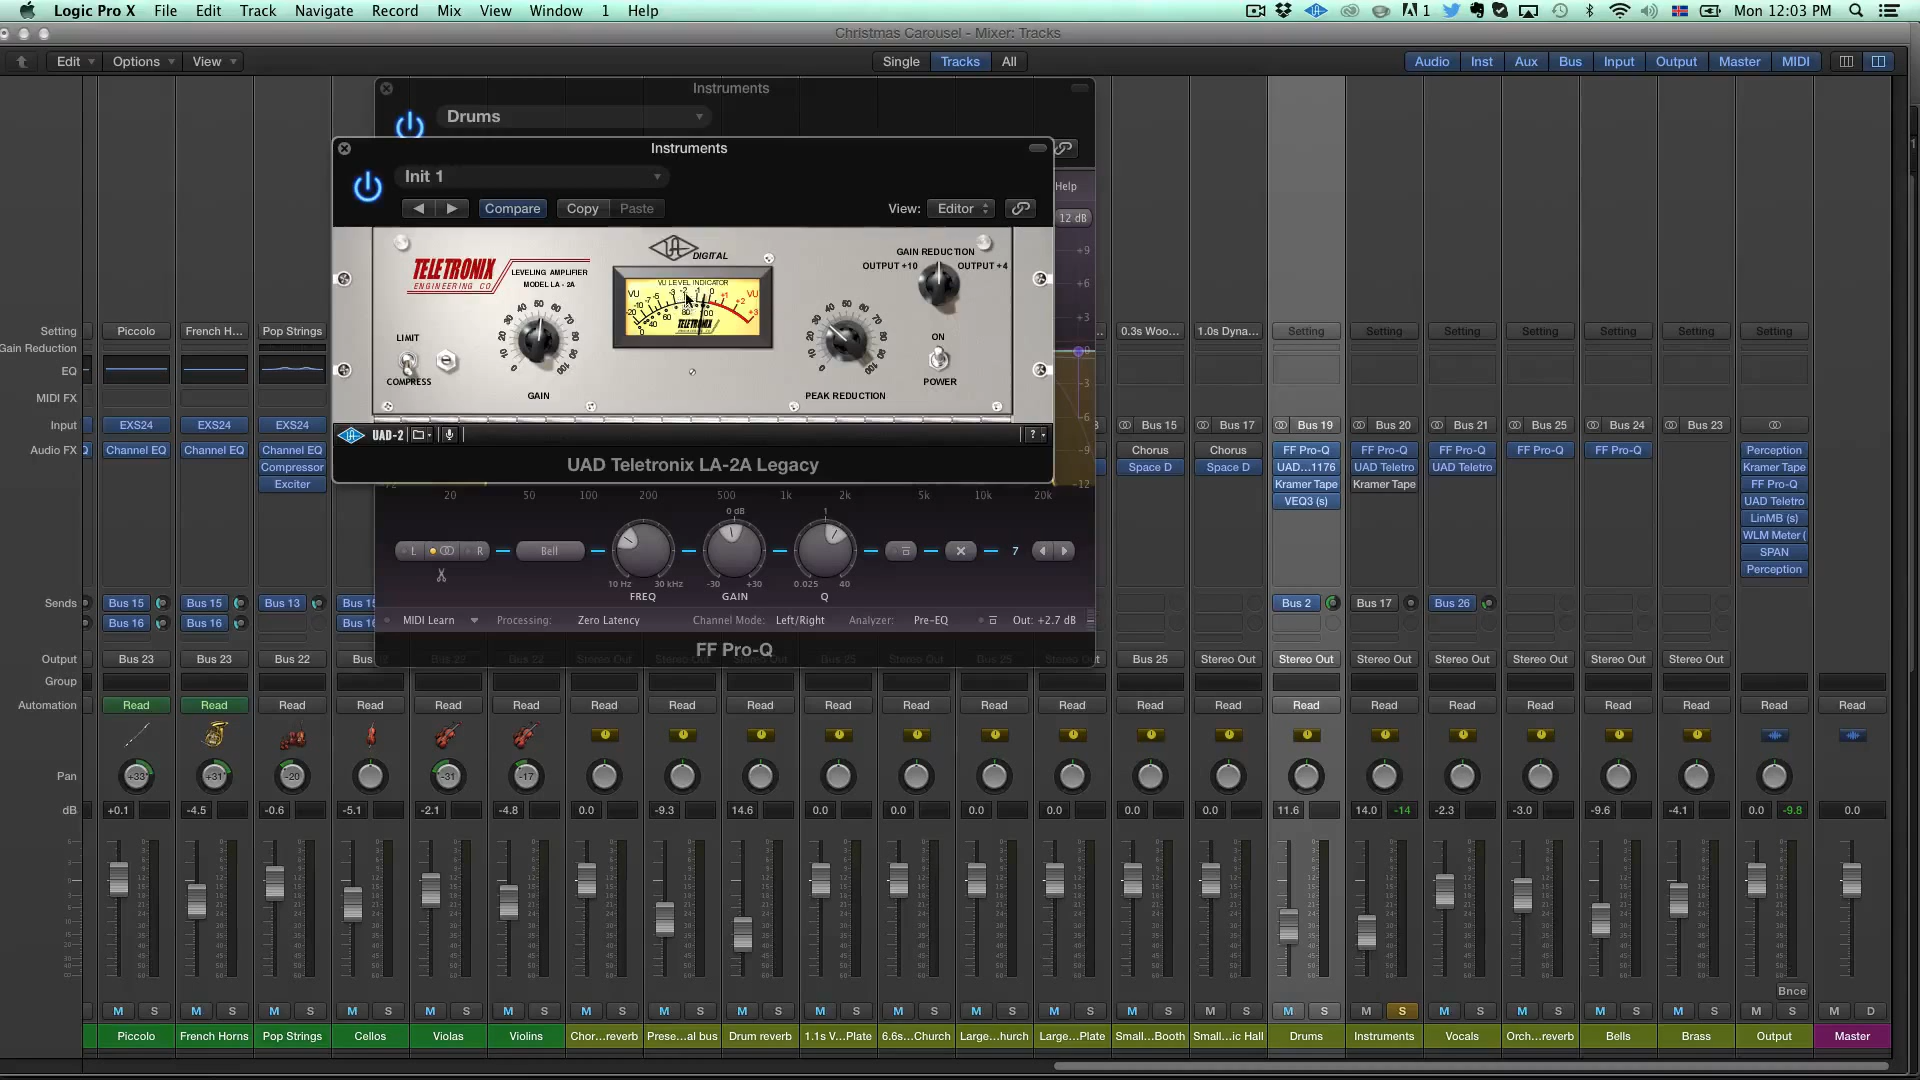 Logic Pro X File Edit Track Navigate Record Mix View Window 1 Help
1 Mon 12:03 PM
Christmas Carousel - Mixer: Tracks
Edit Options View Single Tracks All Audio Inst Aux Bus Input Output Master MIDI
Instruments
Drums
Instruments
Init 1
Compare Copy Paste View: Editor
Help
12 dB
DIGITAL
TELETRONIX
ENGINEERING CO.
LEVELING AMPLIFIER
MODEL LA - 2A
VU LEVEL INDICATOR
VU VU
GAIN REDUCTION
OUTPUT +10 OUTPUT +4
LIMIT
COMPRESS
GAIN
PEAK REDUCTION
ON
POWER
UAD-2
?
UAD Teletronix LA-2A Legacy
20 50 100 200 500 1k 2k 5k 10k 20k
0 dB 1
L R Bell 7
10 Hz 30 kHz -30 +30 0.025 40
FREQ GAIN Q
MIDI Learn Processing: Zero Latency Channel Mode: Left/Right Analyzer: Pre-EQ Out: +2.7 dB
FF Pro-Q
Setting Piccolo French H... Pop Strings 0.3s Woo... 1.0s Dyna... Setting Setting Setting Setting Setting Setting Setting
Gain Reduction
EQ
MIDI FX
Input EXS24 EXS24 EXS24 Bus 15 Bus 17 Bus 19 Bus 20 Bus 21 Bus 25 Bus 24 Bus 23
Audio FX Channel EQ Channel EQ Channel EQ Chorus Chorus FF Pro-Q FF Pro-Q FF Pro-Q FF Pro-Q FF Pro-Q Perception
Compressor Space D Space D UAD...1176 UAD Teletro UAD Teletro Kramer Tape
Exciter Kramer Tape Kramer Tape FF Pro-Q
VEQ3 (s) UAD Teletro
LinMB (s)
WLM Meter (
SPAN
Perception
Sends Bus 15 Bus 15 Bus 13 Bus 15 Bus 2 Bus 17 Bus 26
Bus 16 Bus 16 Bus 16
Output Bus 23 Bus 23 Bus 22 Bus 25 Stereo Out Stereo Out Stereo Out Stereo Out Stereo Out Stereo Out Stereo Out
Group
Automation Read Read Read Read Read Read Read Read Read Read Read Read Read Read Read Read Read Read Read Read Read Read Read
Pan +33 +31 -20 -31 -17
dB +0.1 -4.5 -0.6 -5.1 -2.1 -4.8 0.0 -9.3 14.6 0.0 0.0 0.0 0.0 0.0 0.0 11.6 14.0 -14 -2.3 -3.0 -9.6 -4.1 0.0 -9.8 0.0
Bnce
M S M S M S M S M S M S M S M S M S M S M S M S M S M S M S M S M S M S M S M S M S M S M D
Piccolo French Horns Pop Strings Cellos Violas Violins Chor...reverb Prese...al bus Drum reverb 1.1s V...Plate 6.6s...Church Large...hurch Large...Plate Small...Booth Small...ic Hall Drums Instruments Vocals Orch...reverb Bells Brass Output Master